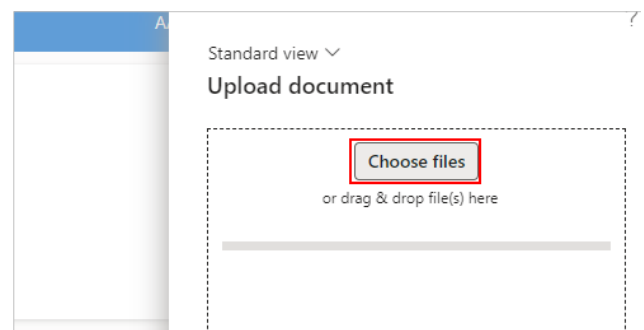 Standard view
Upload document
Choose files
or drag & drop file(s) here
?